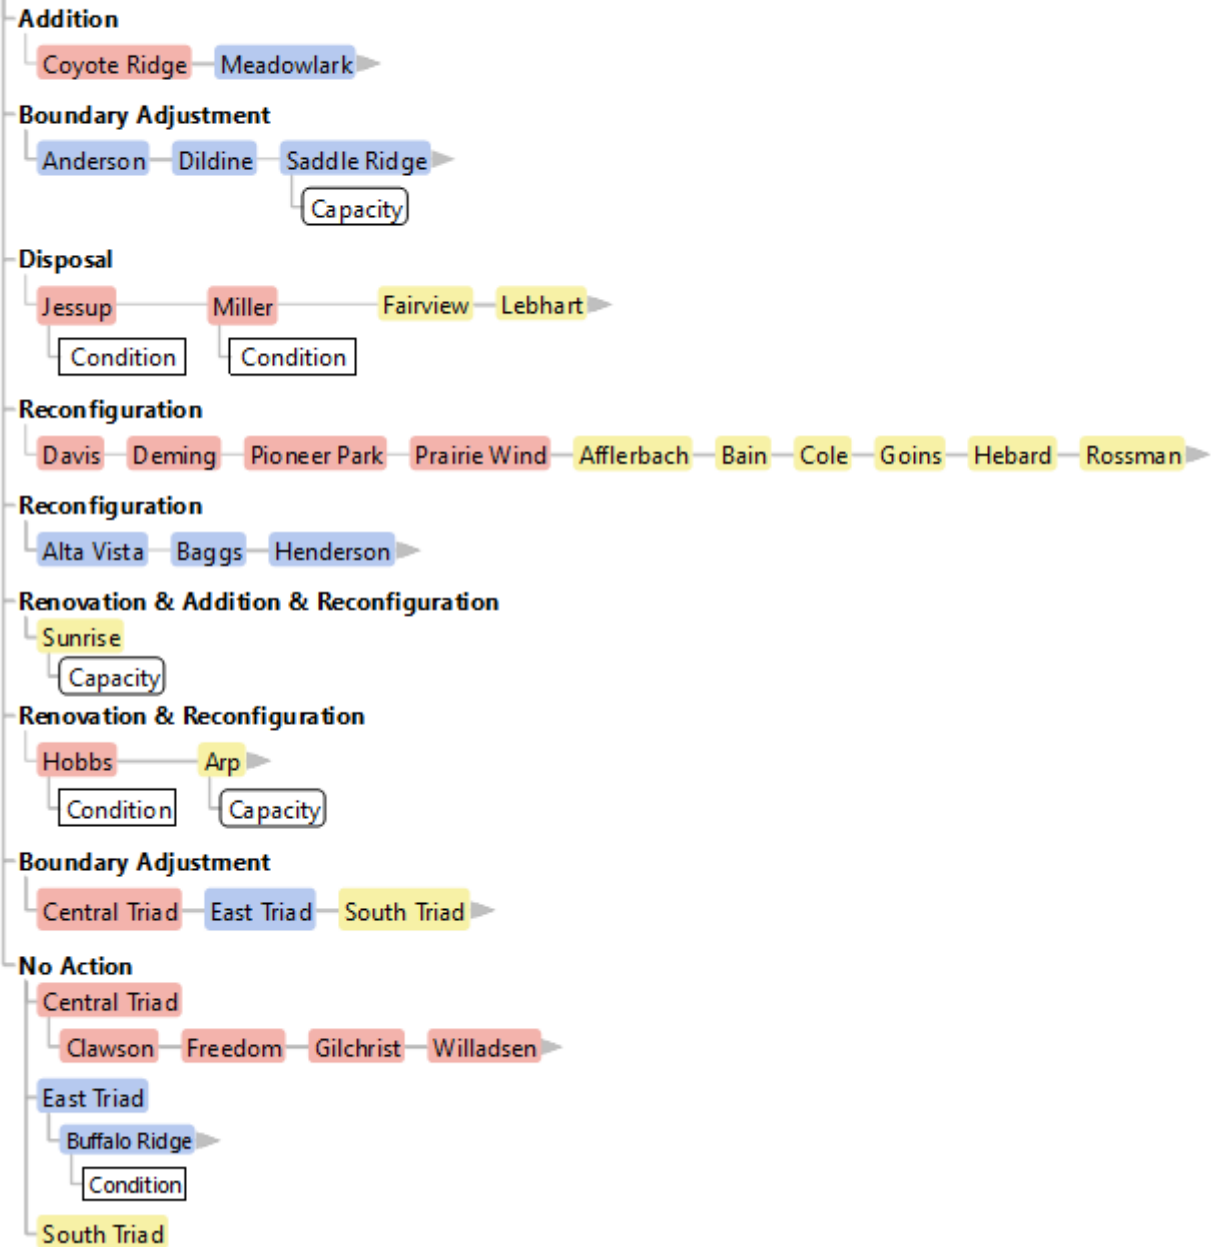 Addition
Coyote Ridge Meadowlark
Boundary Adjustment
Anderson Dildine Saddle Ridge
Capacity
Disposal
Jessup Miller Fairview Lebhart
Condition Condition
Reconfiguration
Davis Deming Pioneer Park Prairie Wind Afflerbach Bain Cole Goins Hebard Rossman
Reconfiguration
Alta Vista Baggs Henderson
Renovation & Addition & Reconfiguration
Sunrise
Capacity
Renovation & Reconfiguration
Hobbs Arp
Condition Capacity
Boundary Adjustment
Central Triad East Triad South Triad
No Action
Central Triad
Clawson Freedom Gilchrist Willadsen
East Triad
Buffalo Ridge
Condition
South Triad